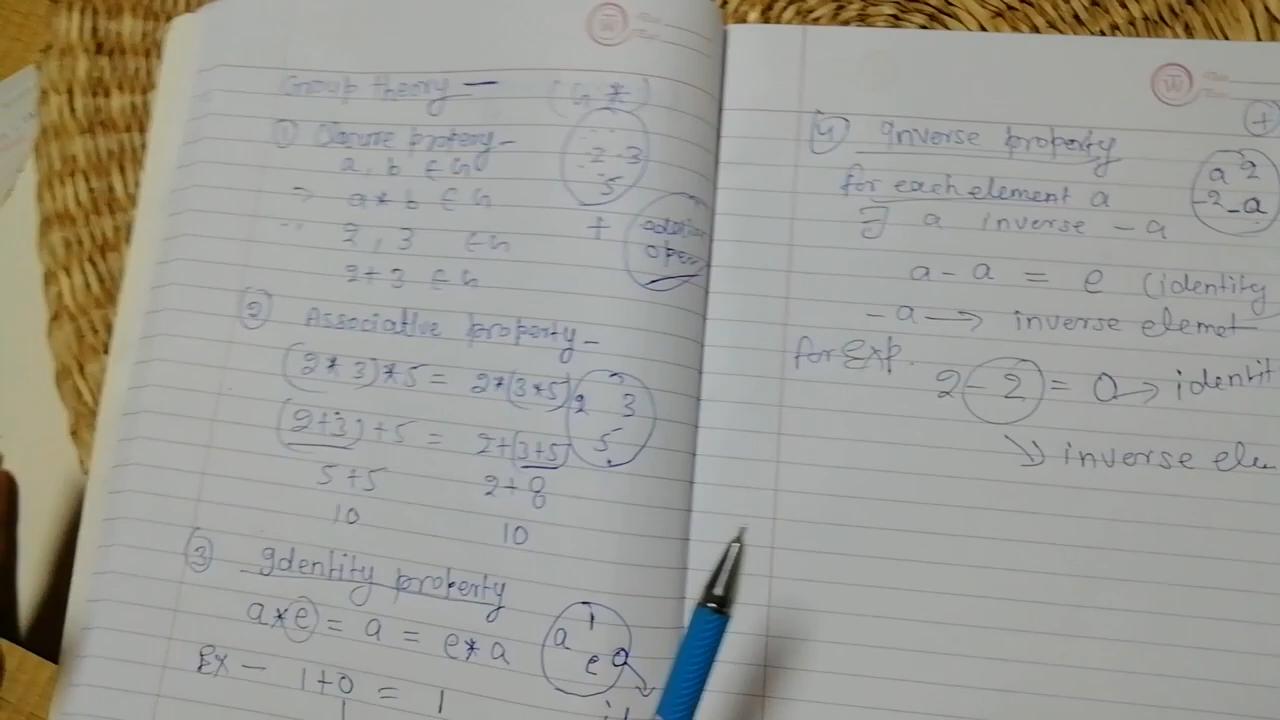 Group theory — (G *)
① Closure property -
a, b ∈ G
⇒ a * b ∈ G
2 3
5
2, 3 ∈ G
+
2 + 3 ∈ G
② Associative property -
(2 * 3) * 5 = 2 * (3 * 5)
2 3
5
(2+3) + 5 = 2 + (3+5)
5 + 5 2 + 8
10 10
③ Identity property
a * e = a = e * a
a 1
e 0
Ex - 1 + 0 = 1
1
+
④ Inverse property
a 2
-2 -a
for each element a
∃ a inverse - a
a - a = e (identity
- a → inverse elemet
for Exp.
2 - 2 = 0 → identit
↘ inverse ele